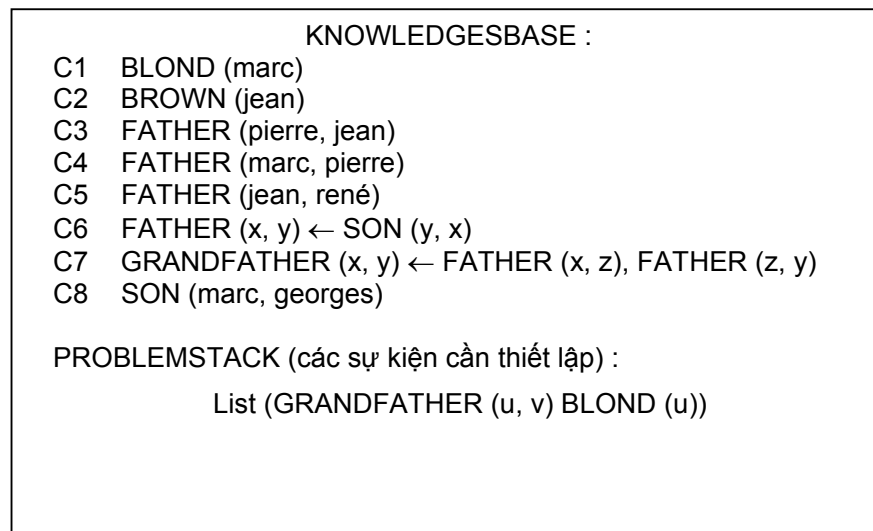 KNOWLEDGESBASE :
C1 BLOND (marc)
C2 BROWN (jean)
C3 FATHER (pierre, jean)
C4 FATHER (marc, pierre)
C5 FATHER (jean, rené)
C6 FATHER (x, y) ← SON (y, x)
C7 GRANDFATHER (x, y) ← FATHER (x, z), FATHER (z, y)
C8 SON (marc, georges)
PROBLEMSTACK (các sự kiện cần thiết lập) :
List (GRANDFATHER (u, v) BLOND (u))